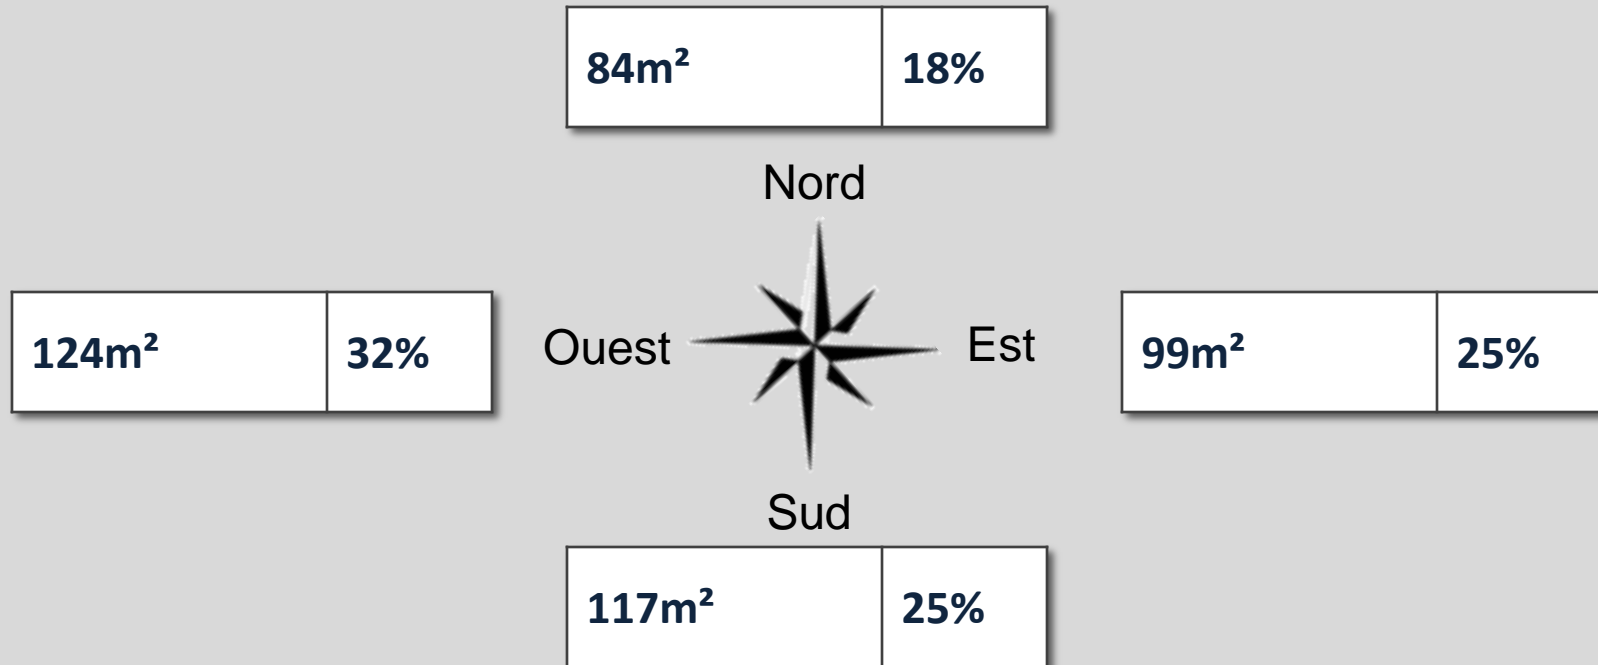 84m² 18%
Nord
124m² 32%
Ouest
Est
99m² 25%
Sud
117m² 25%